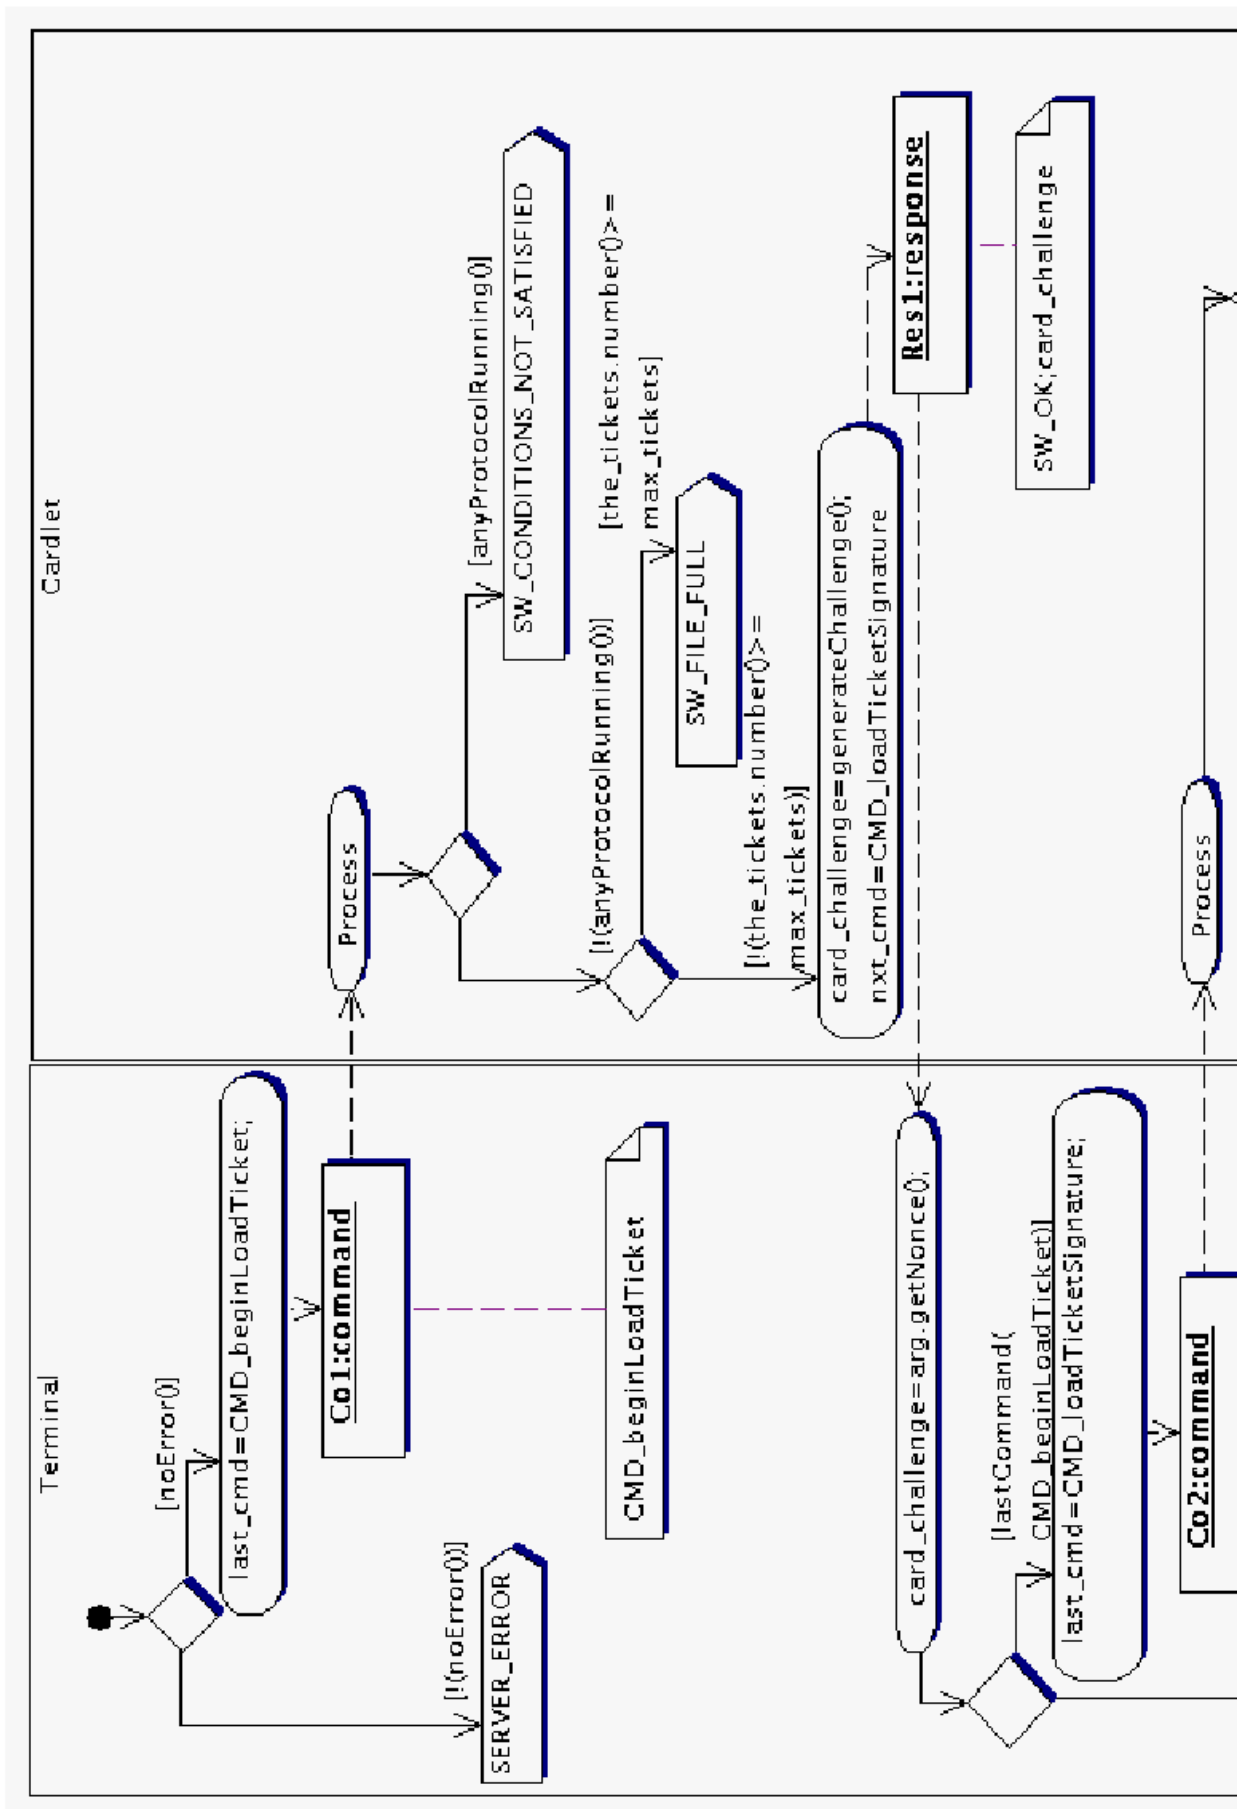 Terminal
[noError()]
last_cmd=CMD_beginLoadTicket;
Co1:command
[!(noError())]
SERVER_ERROR
CMD_beginLoadTicket
card_challenge=arg.getNonce();
[lastCommand(
CMD_beginLoadTicket)]
last_cmd=CMD_loadTicketSignature;
Co2:command
Cardlet
Process
[anyProtocolRunning()]
SW_CONDITIONS_NOT_SATISFIED
[!(anyProtocolRunning())]
[the_tickets.number()>=
max_tickets]
SW_FILE_FULL
[!(the_tickets.number()>=
max_tickets)]
card_challenge=generateChallenge();
nxt_cmd=CMD_loadTicketSignature
Res1:response
SW_OK;card_challenge
Process